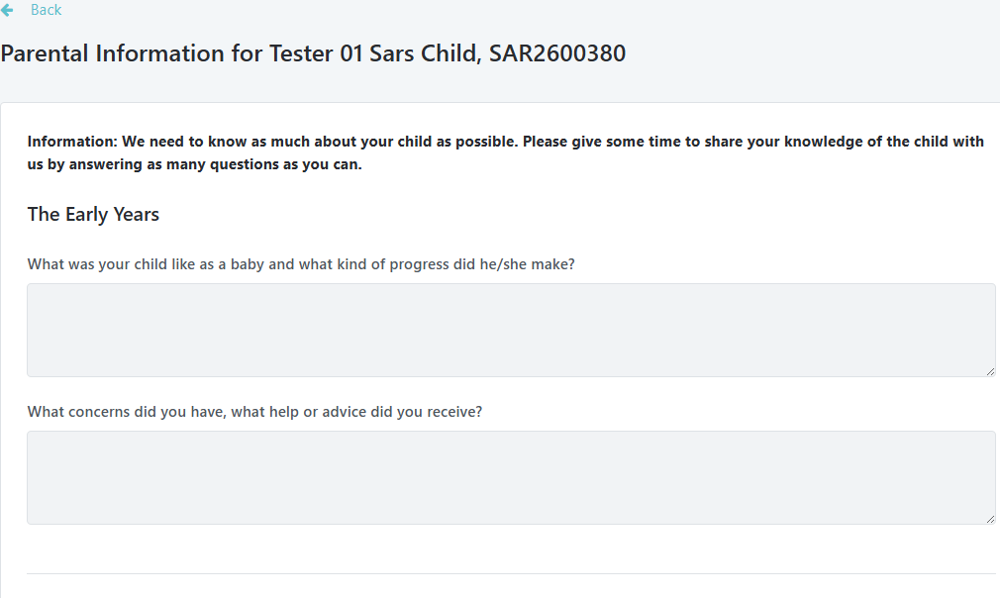 Back
Parental Information for Tester 01 Sars Child, SAR2600380
Information: We need to know as much about your child as possible. Please give some time to share your knowledge of the child with
us by answering as many questions as you can.
The Early Years
What was your child like as a baby and what kind of progress did he/she make?
What concerns did you have, what help or advice did you receive?